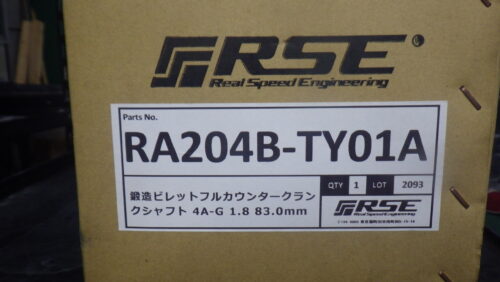 RSE®
Real Speed Engineering
Parts No.
RA204B-TY01A
鍛造ビレットフルカウンタークラン
クシャフト 4A-G 1.8 83.0mm
QTY 1 LOT 2093
RSE
Real Speed Engineering